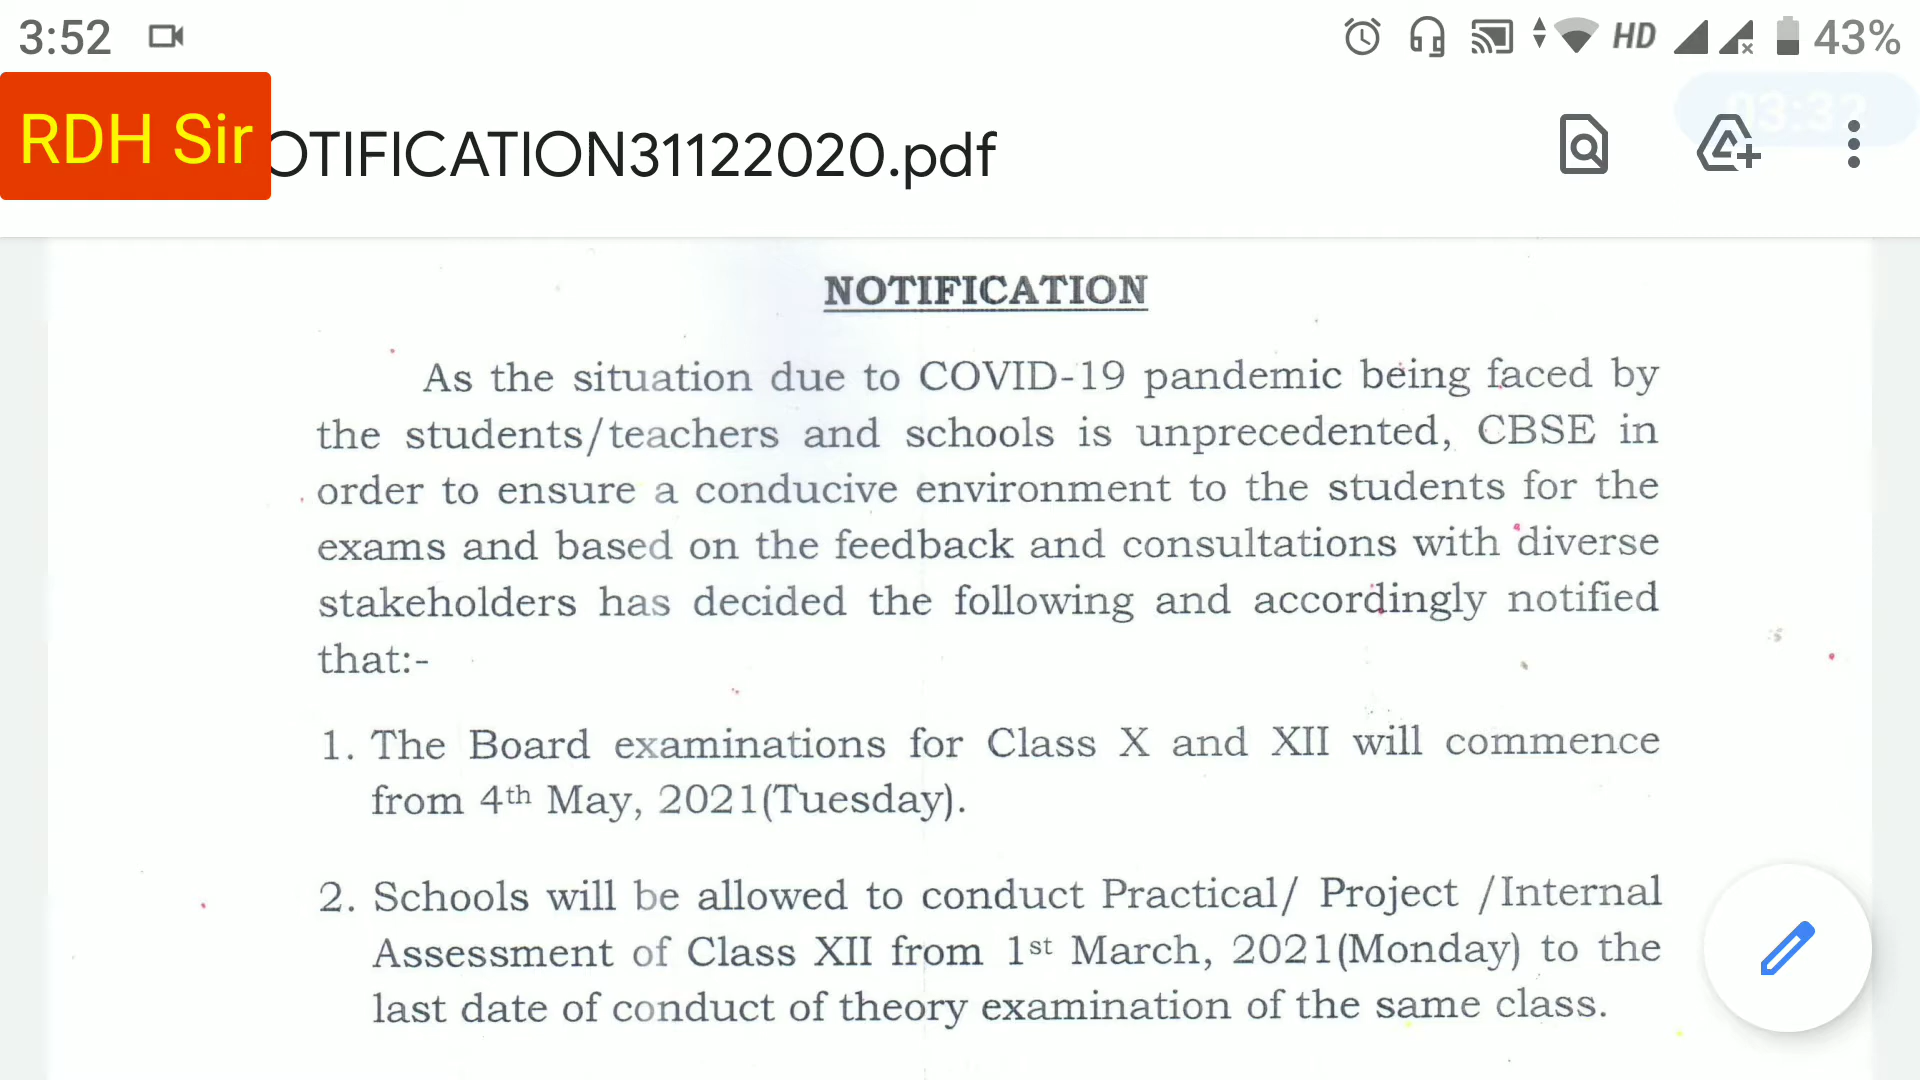 3:52
HD
43%
03:32
RDH Sir
OTIFICATION31122020.pdf
NOTIFICATION
As the situation due to COVID-19 pandemic being faced by
the students/teachers and schools is unprecedented, CBSE in
order to ensure a conducive environment to the students for the
exams and based on the feedback and consultations with diverse
stakeholders has decided the following and accordingly notified
that:-
1. The Board examinations for Class X and XII will commence
from 4th May, 2021(Tuesday).
2. Schools will be allowed to conduct Practical/ Project /Internal
Assessment of Class XII from 1st March, 2021(Monday) to the
last date of conduct of theory examination of the same class.